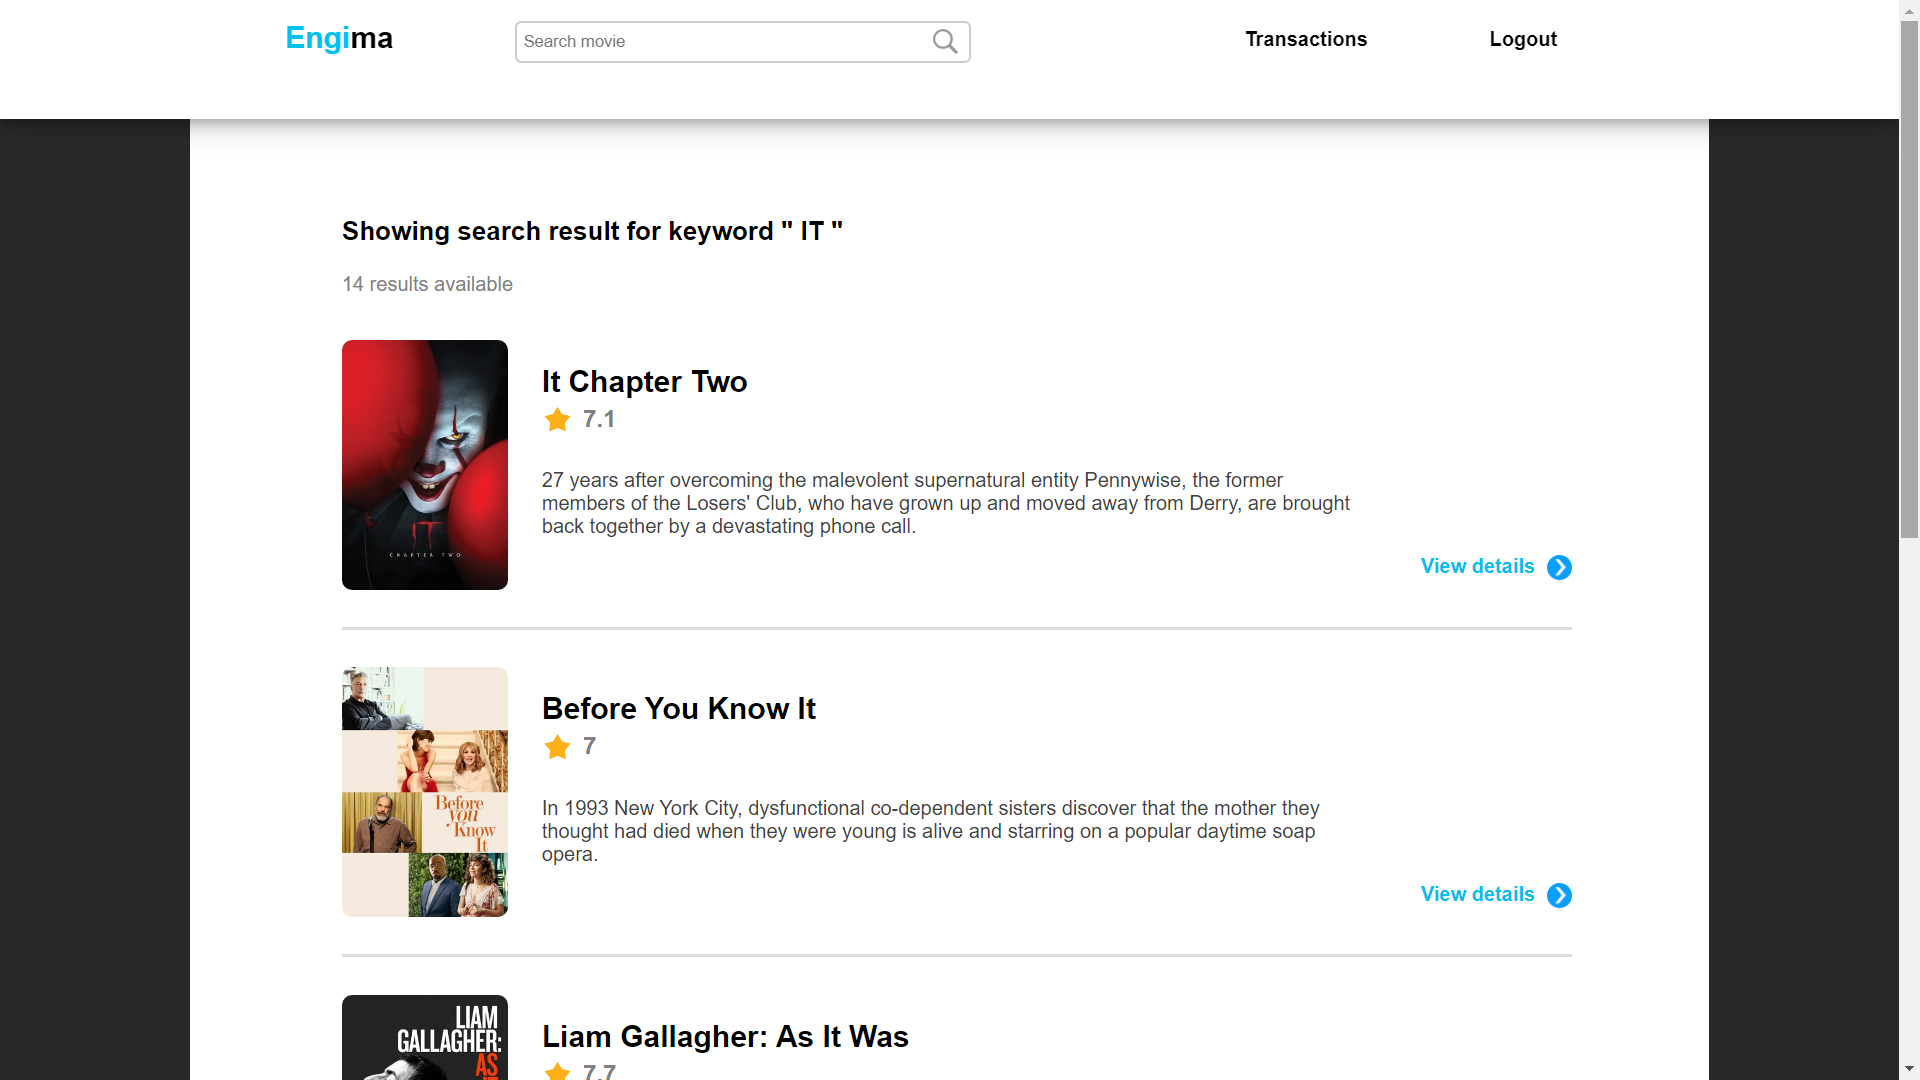 Engima
Search movie
Transactions
Logout
Showing search result for keyword " IT "
14 results available
IT
CHAPTER TWO
It Chapter Two
7.1
27 years after overcoming the malevolent supernatural entity Pennywise, the former
members of the Losers' Club, who have grown up and moved away from Derry, are brought
back together by a devastating phone call.
View details
Before
you
Know
It
Before You Know It
7
In 1993 New York City, dysfunctional co-dependent sisters discover that the mother they
thought had died when they were young is alive and starring on a popular daytime soap
opera.
View details
LIAM
GALLAGHER:
AS
Liam Gallagher: As It Was
7.7